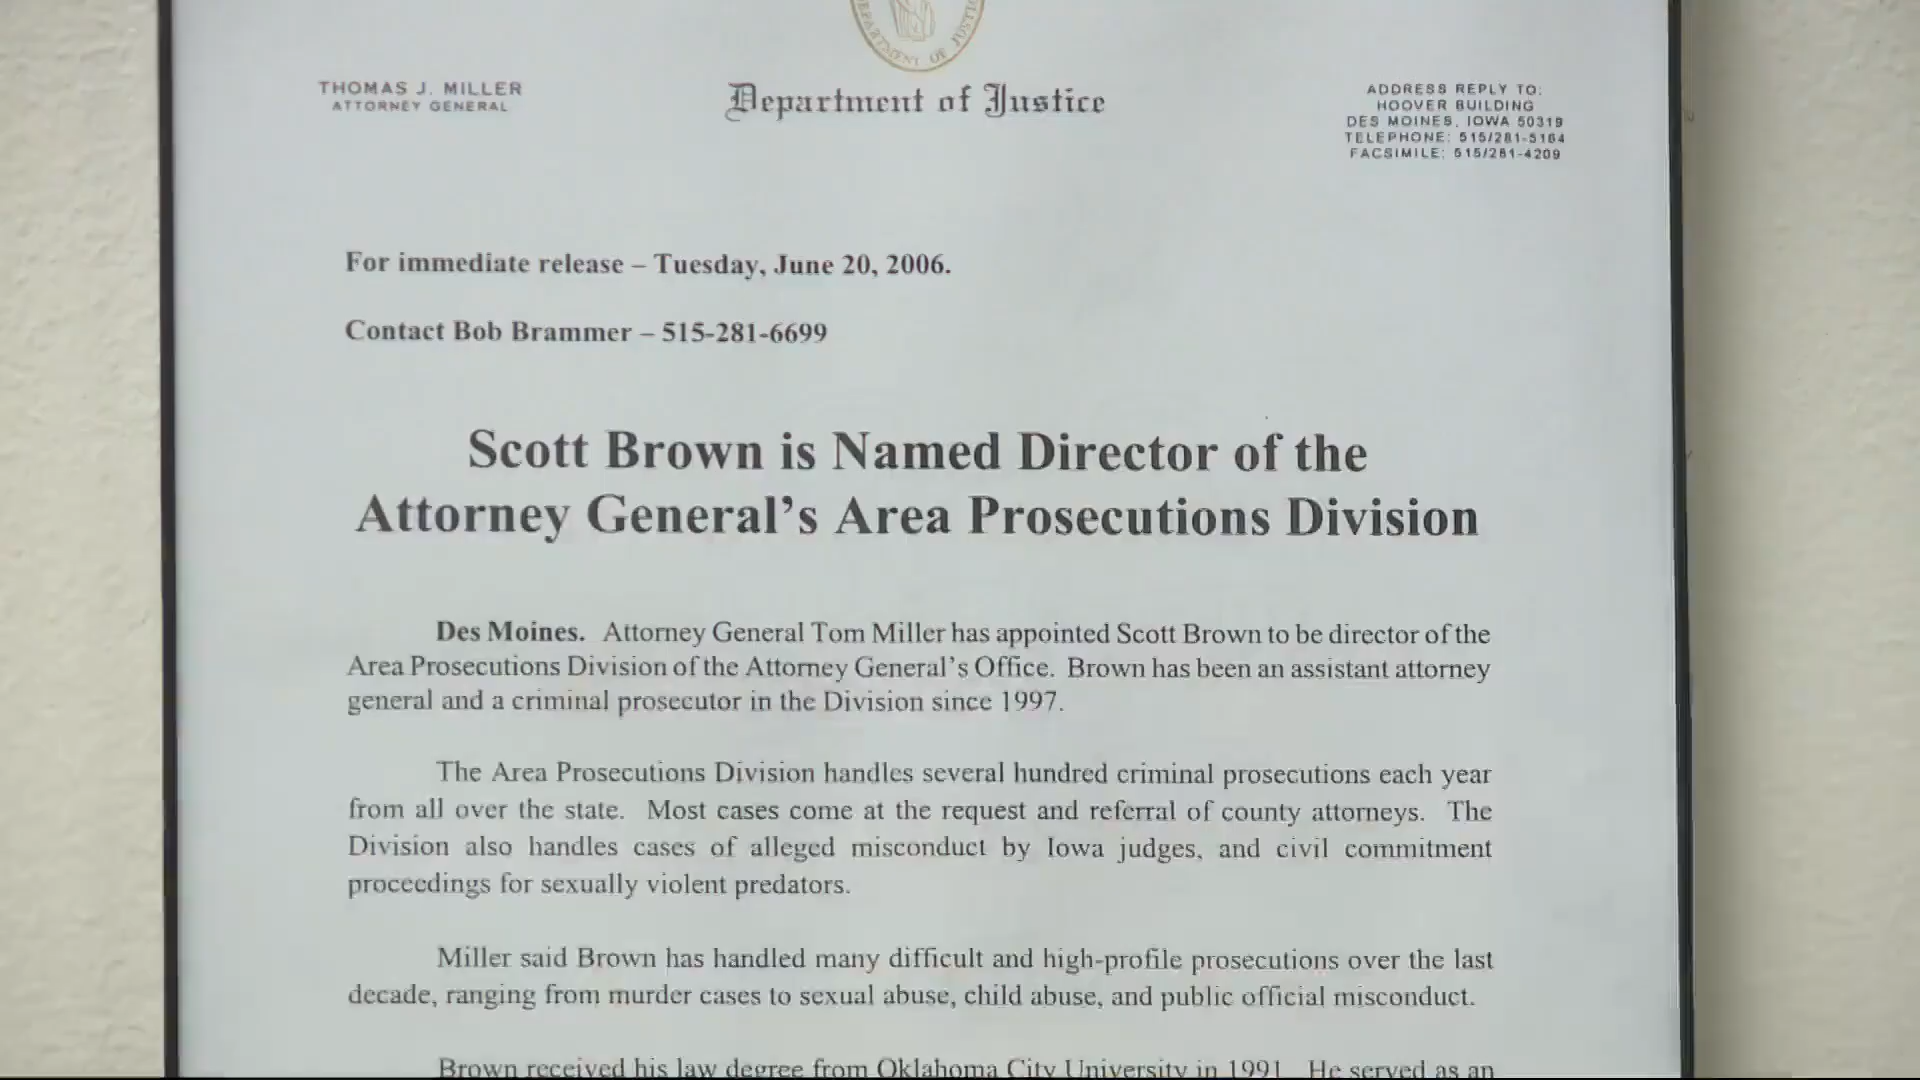 DEPARTMENT OF JUSTICE
THOMAS J. MILLER
ATTORNEY GENERAL
Department of Justice
ADDRESS REPLY TO:
HOOVER BUILDING
DES MOINES, IOWA 50319
TELEPHONE: 515/281-5164
FACSIMILE: 515/281-4209
For immediate release – Tuesday, June 20, 2006.
Contact Bob Brammer – 515-281-6699
Scott Brown is Named Director of the
Attorney General’s Area Prosecutions Division
Des Moines. Attorney General Tom Miller has appointed Scott Brown to be director of the
Area Prosecutions Division of the Attorney General’s Office. Brown has been an assistant attorney
general and a criminal prosecutor in the Division since 1997.
The Area Prosecutions Division handles several hundred criminal prosecutions each year
from all over the state. Most cases come at the request and referral of county attorneys. The
Division also handles cases of alleged misconduct by Iowa judges, and civil commitment
proceedings for sexually violent predators.
Miller said Brown has handled many difficult and high-profile prosecutions over the last
decade, ranging from murder cases to sexual abuse, child abuse, and public official misconduct.
Brown received his law degree from Oklahoma City University in 1991. He served as an